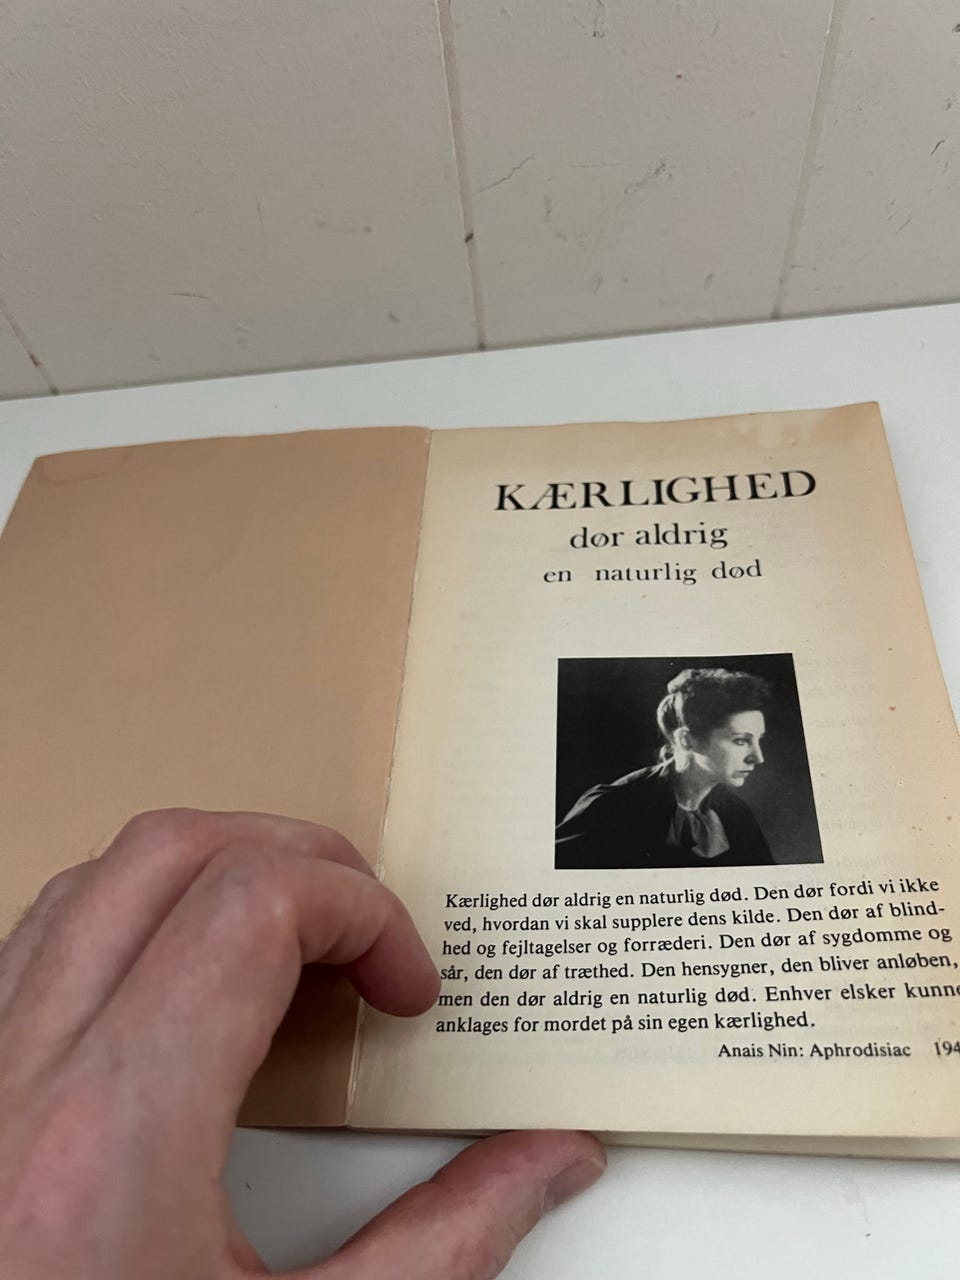 KÆRLIGHED
dør aldrig
en naturlig død
Kærlighed dør aldrig en naturlig død. Den dør fordi vi ikke
ved, hvordan vi skal supplere dens kilde. Den dør af blind-
hed og fejltagelser og forræderi. Den dør af sygdomme og
sår, den dør af træthed. Den hensygner, den bliver anløben,
men den dør aldrig en naturlig død. Enhver elsker kunne
anklages for mordet på sin egen kærlighed.
Anais Nin: Aphrodisiac 194